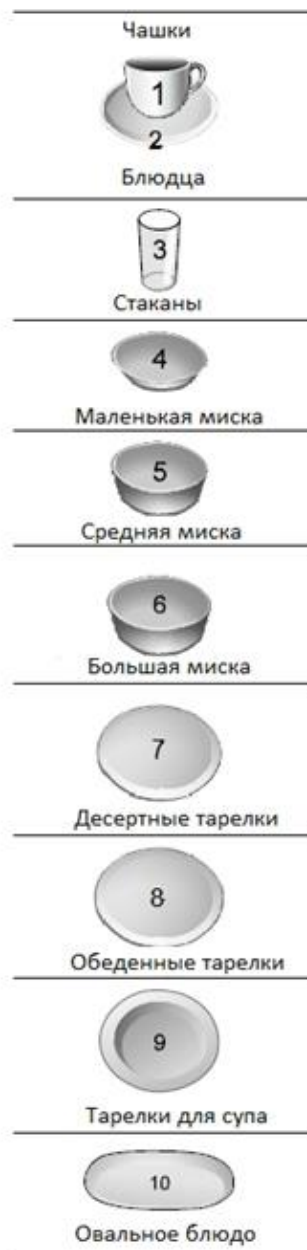 Чашки
1
2
Блюдца
3
Стаканы
4
Маленькая миска
5
Средняя миска
6
Большая миска
7
Десертные тарелки
8
Обеденные тарелки
9
Тарелки для супа
10
Овальное блюдо